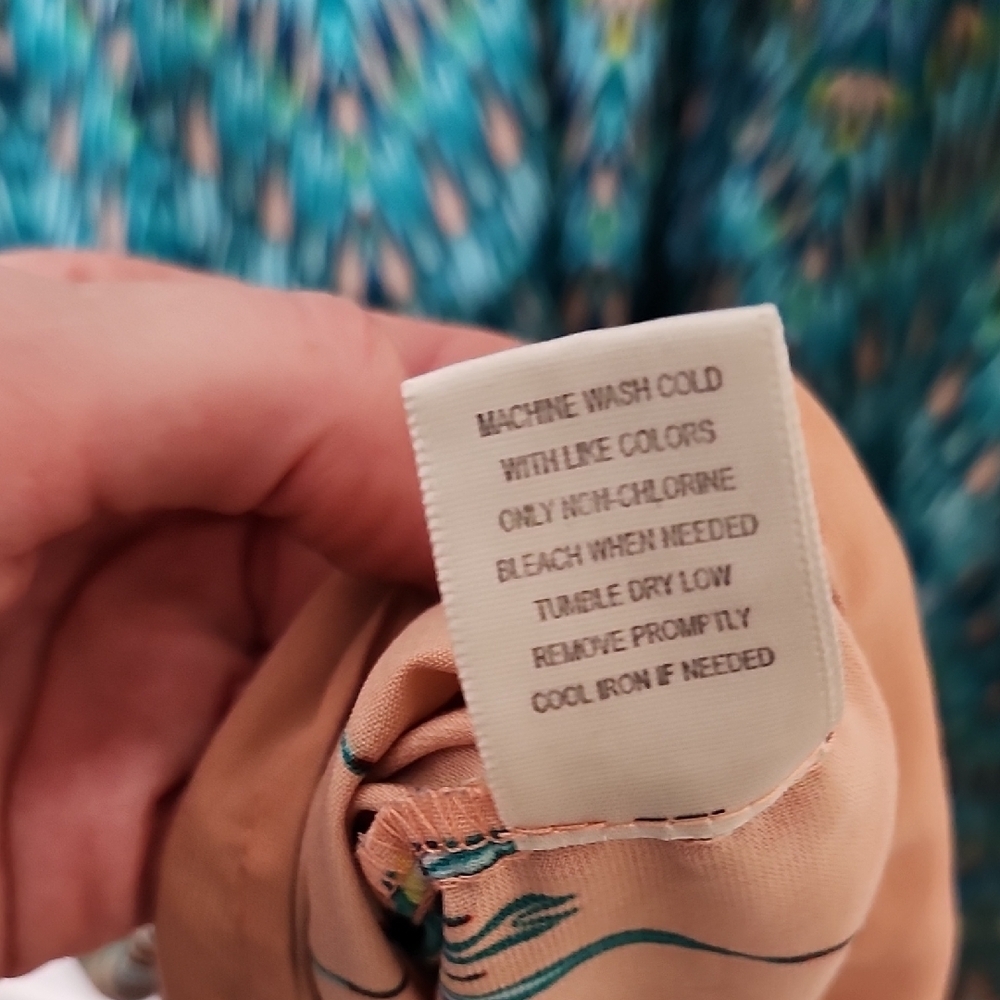 MACHINE WASH COLD
WITH LIKE COLORS
ONLY NON-CHLORINE
BLEACH WHEN NEEDED
TUMBLE DRY LOW
REMOVE PROMPTLY
COOL IRON IF NEEDED